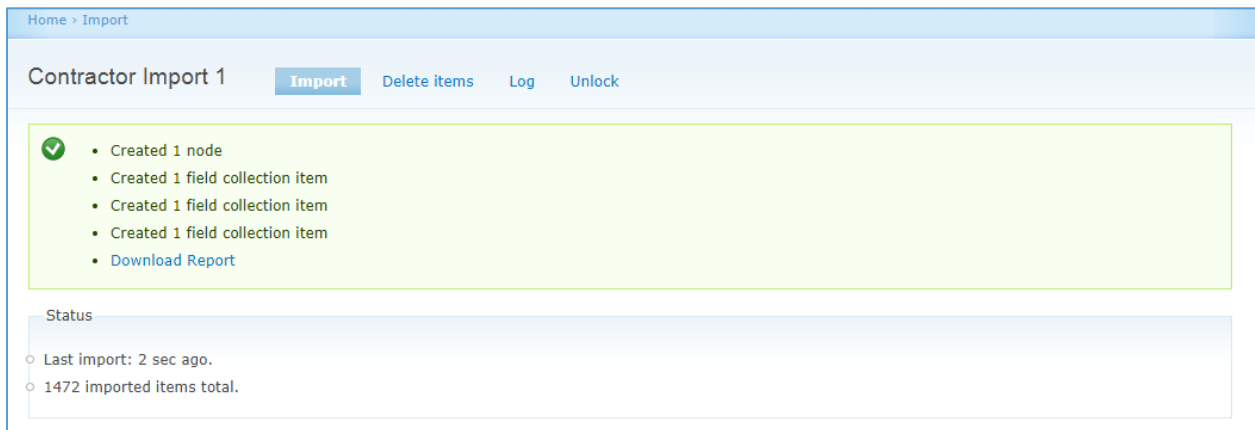 Home › Import
Contractor Import 1 Import Delete items Log Unlock
Created 1 node
Created 1 field collection item
Created 1 field collection item
Created 1 field collection item
Download Report
Status
Last import: 2 sec ago.
1472 imported items total.